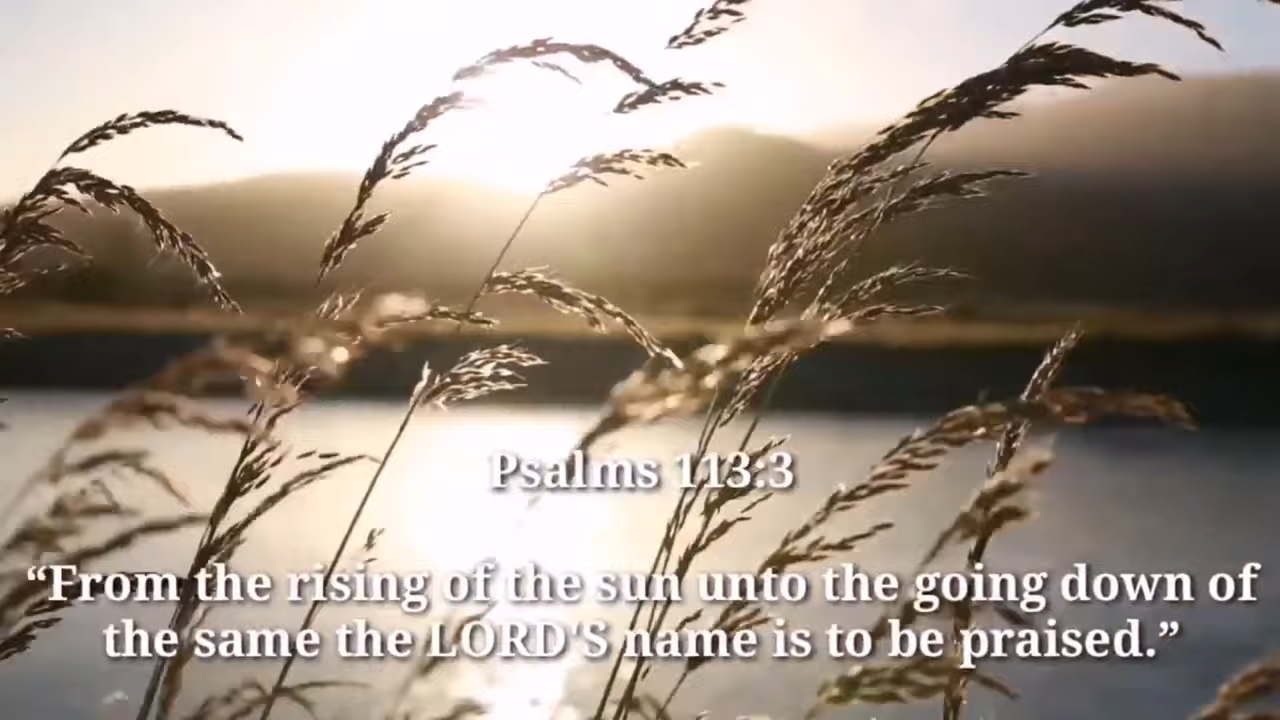 Psalms 113:3
“From the rising of the sun unto the going down of
the same the LORD'S name is to be praised.”